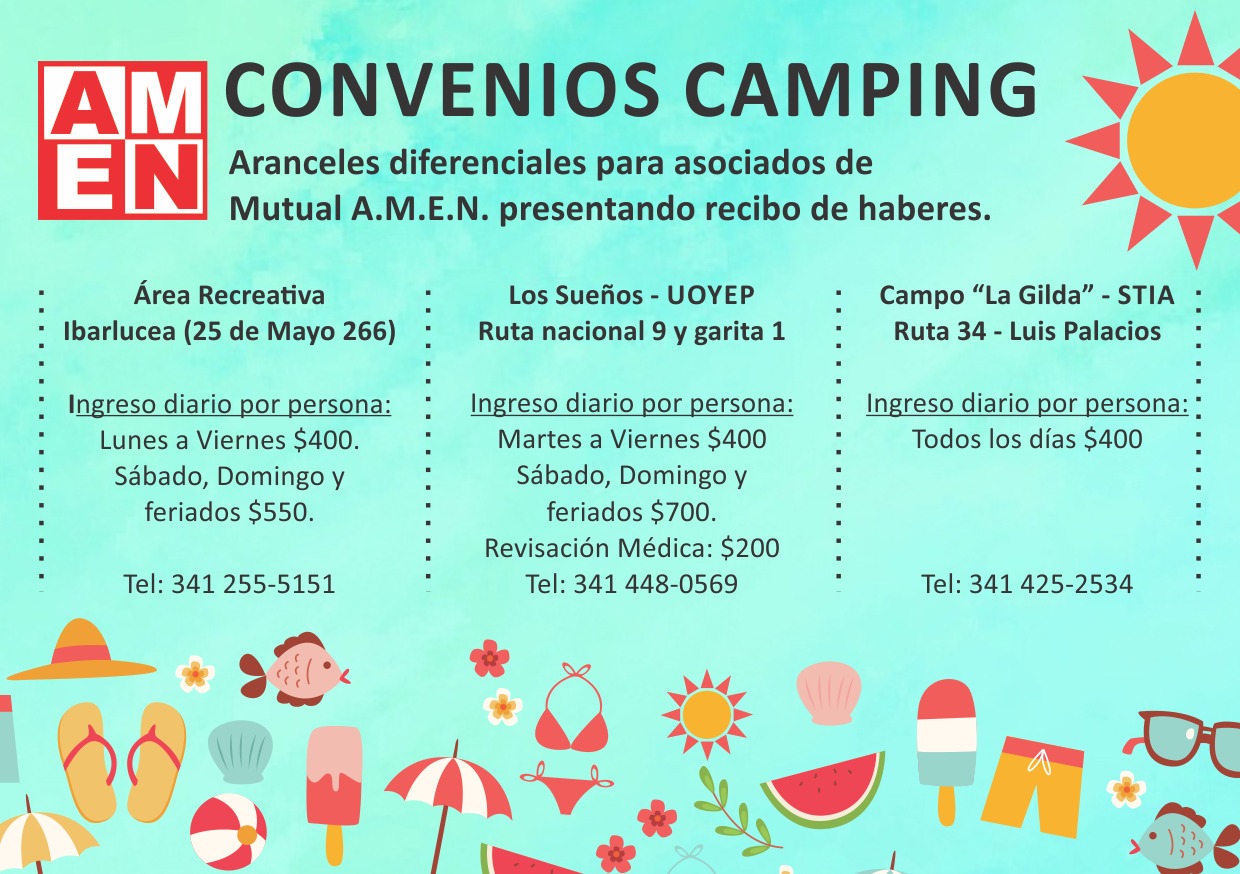 AM
EN
CONVENIOS CAMPING
Aranceles diferenciales para asociados de
Mutual A.M.E.N. presentando recibo de haberes.
Área Recreativa
Ibarlucea (25 de Mayo 266)
Ingreso diario por persona:
Lunes a Viernes $400.
Sábado, Domingo y
feriados $550.
Tel: 341 255-5151
Los Sueños - UOYEP
Ruta nacional 9 y garita 1
Ingreso diario por persona:
Martes a Viernes $400
Sábado, Domingo y
feriados $700.
Revisación Médica: $200
Tel: 341 448-0569
Campo “La Gilda” - STIA
Ruta 34 - Luis Palacios
Ingreso diario por persona:
Todos los días $400
Tel: 341 425-2534